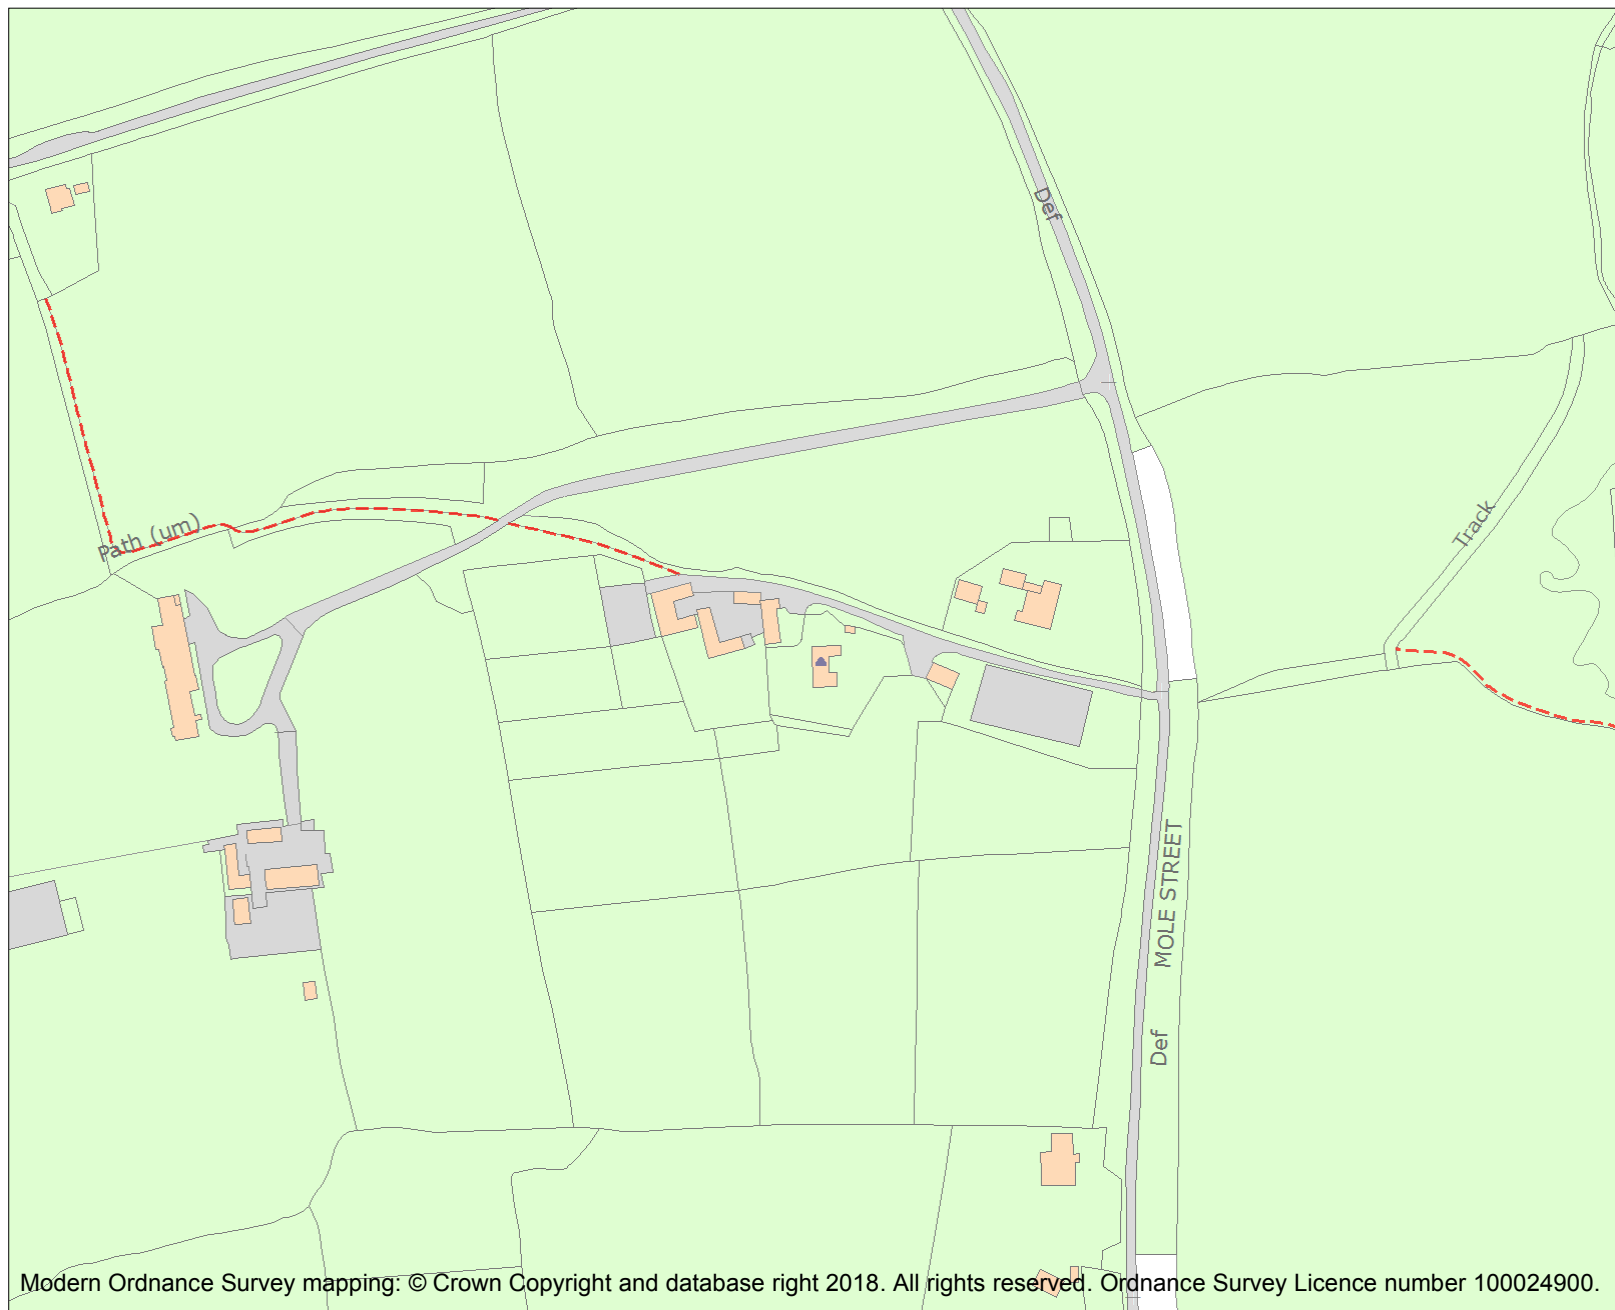 Def
Track
Path (um)
MOLE STREET
Def
Modern Ordnance Survey mapping: © Crown Copyright and database right 2018. All rights reserved. Ordnance Survey Licence number 100024900.